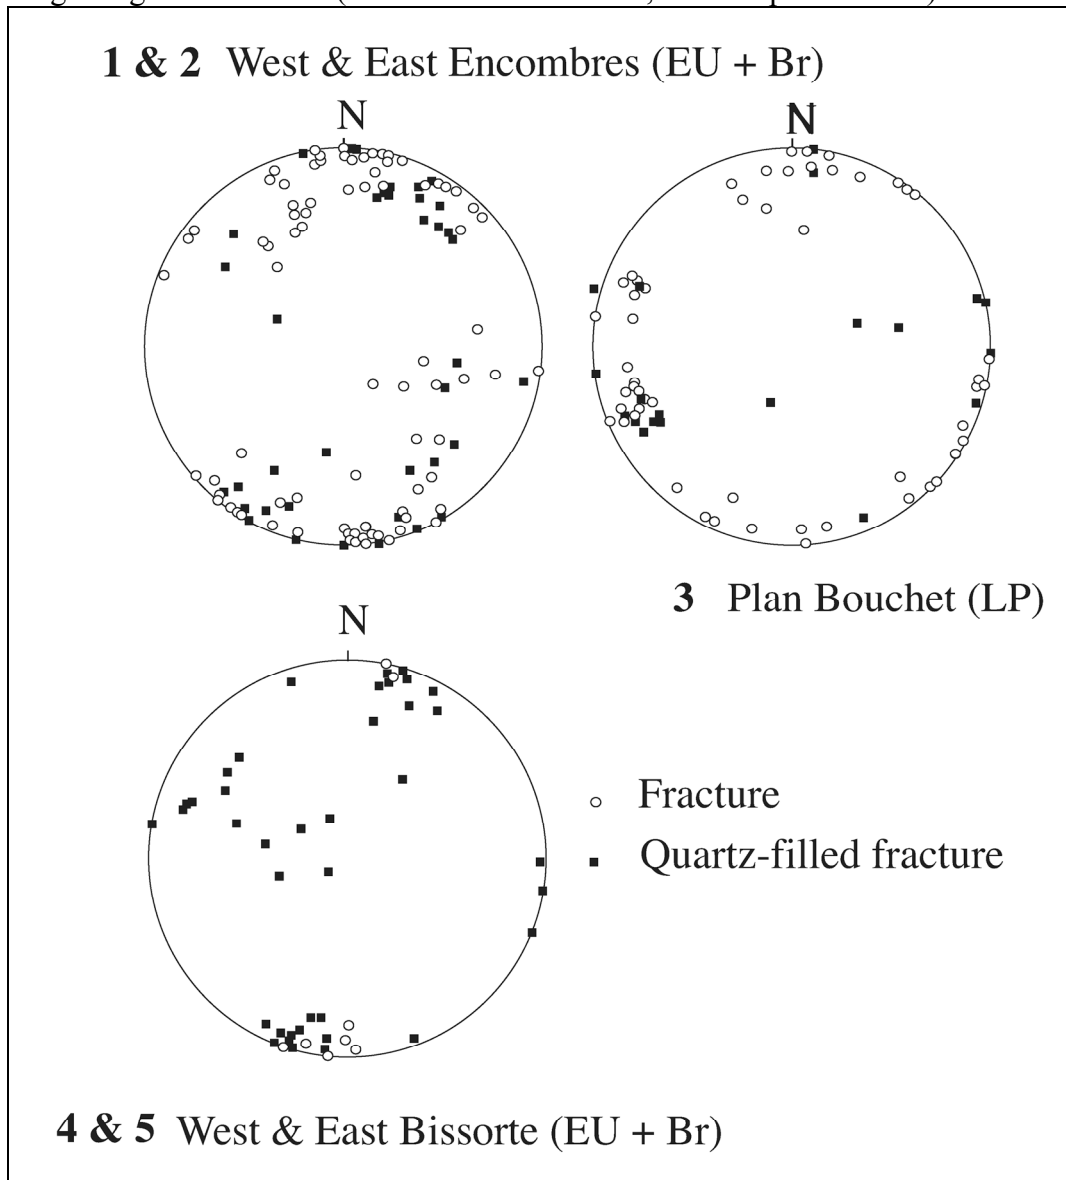 1 & 2 West & East Encombres (EU + Br)
N
N
3 Plan Bouchet (LP)
N
Fracture
Quartz-filled fracture
4 & 5 West & East Bissorte (EU + Br)